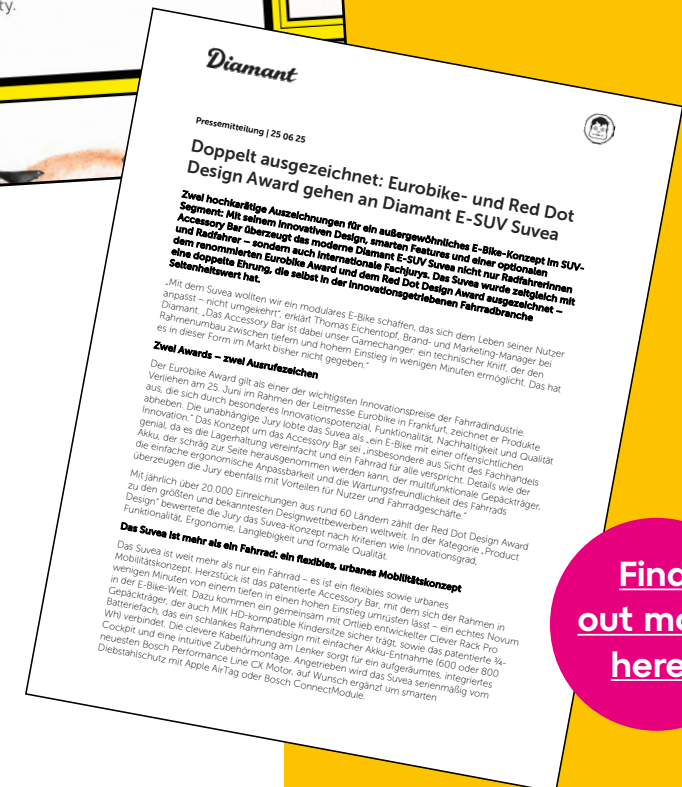 ty.
Diamant
Pressemitteilung | 25 06 25
Doppelt ausgezeichnet: Eurobike- und Red Dot
Design Award gehen an Diamant E-SUV Suvea
Zwei hochkarätige Auszeichnungen für ein außergewöhnliches E-Bike-Konzept im SUV-
Segment: Mit seinem innovativen Design, smarten Features und einer optionalen
Accessory Bar überzeugt das moderne Diamant E-SUV Suvea nicht nur Radfahrerinnen
und Radfahrer – sondern auch internationale Fachjurys. Das Suvea wurde zeitgleich mit
dem renommierten Eurobike Award und dem Red Dot Design Award ausgezeichnet –
eine doppelte Ehrung, die selbst in der innovationsgetriebenen Fahrradbranche
Seltenheitswert hat.
„Mit dem Suvea wollten wir ein modulares E-Bike schaffen, das sich dem Leben seiner Nutzer
anpasst – nicht umgekehrt“, erklärt Thomas Eichentopf, Brand- und Marketing-Manager bei
Diamant. „Das Accessory Bar ist dabei unser Gamechanger: ein technischer Kniff, der den
Rahmenumbau zwischen tiefem und hohem Einstieg in wenigen Minuten ermöglicht. Das hat
es in dieser Form im Markt bisher nicht gegeben.“
Zwei Awards – zwei Ausrufezeichen
Der Eurobike Award gilt als einer der wichtigsten Innovationspreise der Fahrradindustrie.
Verliehen am 25. Juni im Rahmen der Leitmesse Eurobike in Frankfurt, zeichnet er Produkte
aus, die sich durch besonderes Innovationspotenzial, Funktionalität, Nachhaltigkeit und Qualität
abheben. Die unabhängige Jury lobte das Suvea als „ein E-Bike mit einer offensichtlichen
Innovation.“ Das Konzept um das Accessory Bar sei „insbesondere aus Sicht des Fachhandels
genial, da es die Lagerhaltung vereinfacht und ein Fahrrad für alle verspricht. Details wie der
Akku, der schräg zur Seite herausgenommen werden kann, der multifunktionale Gepäckträger,
die einfache ergonomische Anpassbarkeit und die Wartungsfreundlichkeit des Fahrrads
überzeugen die Jury ebenfalls mit Vorteilen für Nutzer und Fahrradgeschäfte.“
Mit jährlich über 20.000 Einreichungen aus rund 60 Ländern zählt der Red Dot Design Award
zu den größten und bekanntesten Designwettbewerben weltweit. In der Kategorie „Product
Design“ bewertete die Jury das Suvea-Konzept nach Kriterien wie Innovationsgrad,
Funktionalität, Ergonomie, Langlebigkeit und formale Qualität.
Das Suvea ist mehr als ein Fahrrad: ein flexibles, urbanes Mobilitätskonzept
Das Suvea ist weit mehr als nur ein Fahrrad – es ist ein flexibles sowie urbanes
Mobilitätskonzept. Herzstück ist das patentierte Accessory Bar, mit dem sich der Rahmen in
wenigen Minuten von einem tiefen in einen hohen Einstieg umrüsten lässt – ein echtes Novum
in der E-Bike-Welt. Dazu kommen ein gemeinsam mit Ortlieb entwickelter Clever Rack Pro
Gepäckträger, der auch MIK HD-kompatible Kindersitze sicher trägt, sowie das patentierte ¾-
Batteriefach, das ein schlankes Rahmendesign mit einfacher Akku-Entnahme (600 oder 800
Wh) verbindet. Die clevere Kabelführung am Lenker sorgt für ein aufgeräumtes, integriertes
Cockpit und eine intuitive Zubehörmontage. Angetrieben wird das Suvea serienmäßig vom
neuesten Bosch Performance Line CX Motor, auf Wunsch ergänzt um smarten
Diebstahlschutz mit Apple AirTag oder Bosch ConnectModule.
Find
out mo
here